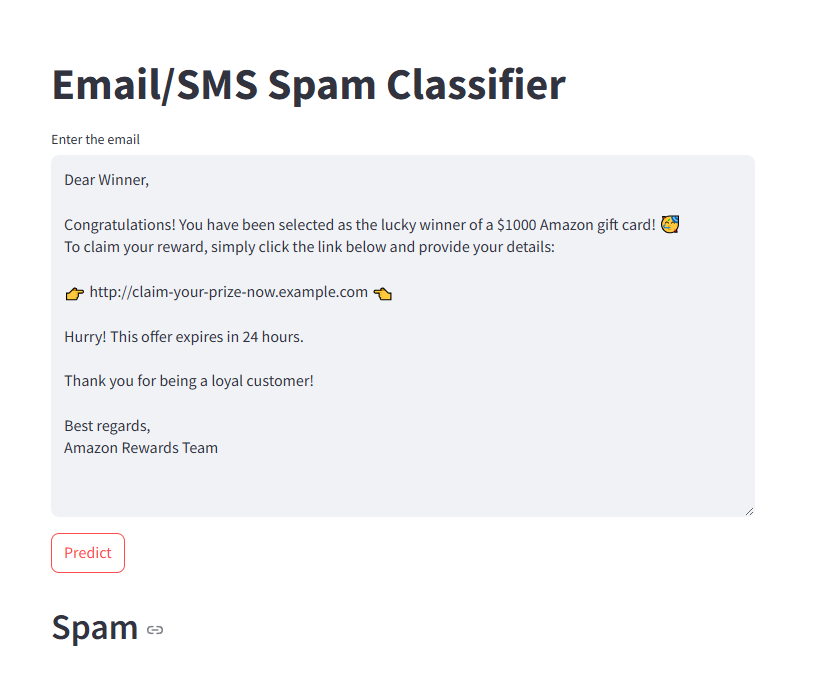 Email/SMS Spam Classifier
Enter the email
Dear Winner,
Congratulations! You have been selected as the lucky winner of a $1000 Amazon gift card! 🥳
To claim your reward, simply click the link below and provide your details:
👉 http://claim-your-prize-now.example.com 👈
Hurry! This offer expires in 24 hours.
Thank you for being a loyal customer!
Best regards,
Amazon Rewards Team
Predict
Spam